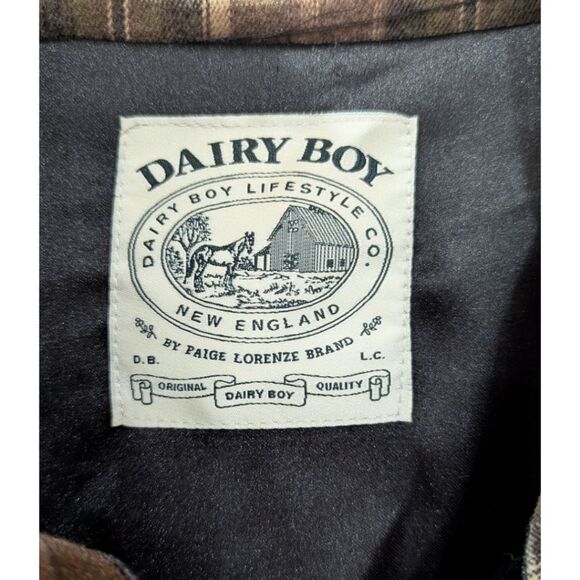 DAIRY BOY
DAIRY BOY LIFESTYLE CO.
NEW ENGLAND
BY PAIGE LORENZE BRAND
D.B. L.C.
ORIGINAL DAIRY BOY QUALITY